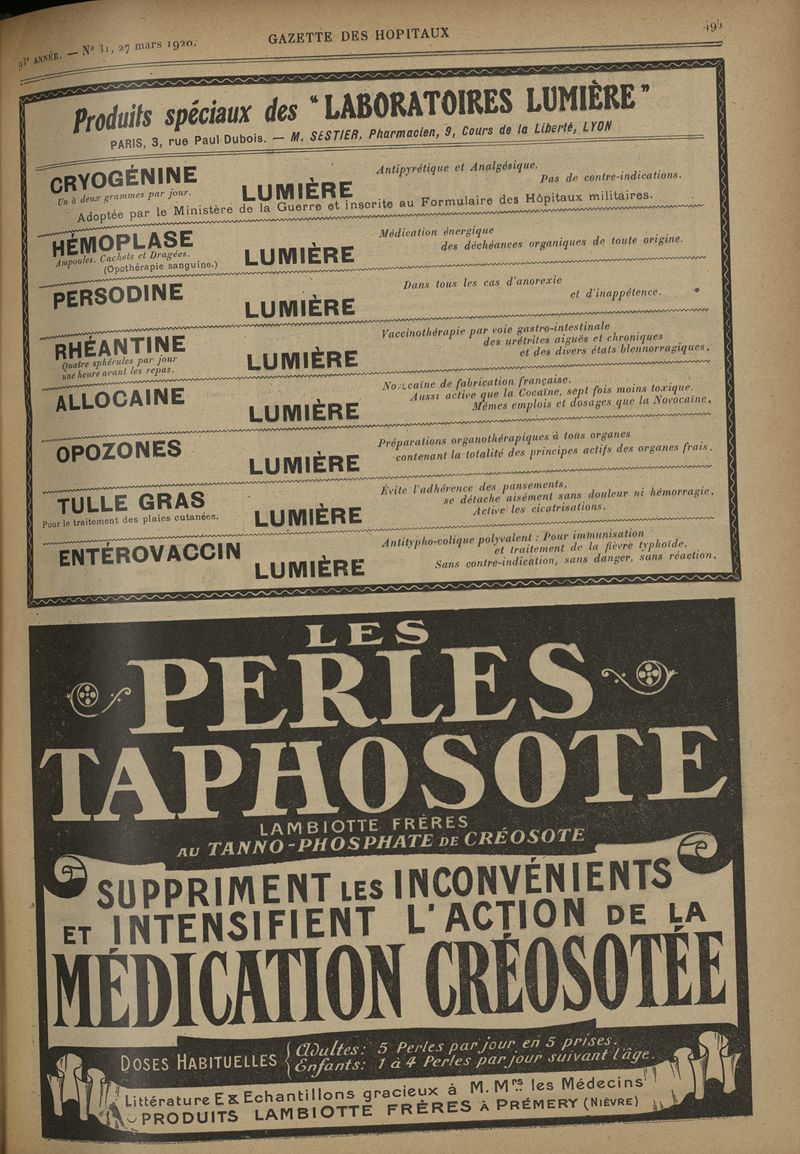 93e ANNÉE. — No 31, 27 mars 1920. GAZETTE DES HOPITAUX 495
Produits spéciaux des "LABORATOIRES LUMIÈRE"
PARIS, 3, rue Paul-Dubois. — M. SESTIER, Pharmacien, 9, Cours de la Liberté, LYON
CRYOGÉNINE LUMIÈRE
Un à deux grammes par jour.
Antipyrétique et Analgésique.
Pas de contre-indications.
Adoptée par le Ministère de la Guerre et inscrite au Formulaire des Hôpitaux militaires.
HÉMOPLASE LUMIÈRE
Ampoules. Cachets et Dragées.
(Opothérapie sanguine.)
Médication énergique
des déchéances organiques de toute origine.
PERSODINE LUMIÈRE
Dans tous les cas d'anorexie
et d'inappétence.
RHÉANTINE LUMIÈRE
Quatre sphérules par jour
une heure avant les repas.
Vaccinothérapie par voie gastro-intestinale
des urétrites aiguës et chroniques
et des divers états blennorragiques.
ALLOCAINE LUMIÈRE
Novocaïne de fabrication française.
Aussi active que la Cocaïne, sept fois moins toxique.
Mêmes emplois et dosages que la Novocaïne.
OPOZONES LUMIÈRE
Préparations organothérapiques à tous organes
contenant la totalité des principes actifs des organes frais.
TULLE GRAS LUMIÈRE
Pour le traitement des plaies cutanées.
Évite l'adhérence des pansements,
se détache aisément sans douleur ni hémorragie.
Active les cicatrisations.
ENTÉROVACCIN LUMIÈRE
Antitypho-colique polyvalent : Pour immunisation
et traitement de la fièvre typhoïde.
Sans contre-indication, sans danger, sans réaction.
LES
PERLES
TAPHOSOTE
LAMBIOTTE FRÈRES
AU TANNO-PHOSPHATE DE CRÉOSOTE
SUPPRIMENT LES INCONVÉNIENTS
ET INTENSIFIENT L'ACTION DE LA
MÉDICATION CRÉOSOTÉE
DOSES HABITUELLES
Adultes: 5 Perles par jour en 5 prises.
Enfants: 1 à 4 Perles par jour suivant l'âge.
Littérature E & Echantillons gracieux à M.Mrs les Médecins
PRODUITS LAMBIOTTE FRÈRES À PRÉMERY (NIÈVRE)